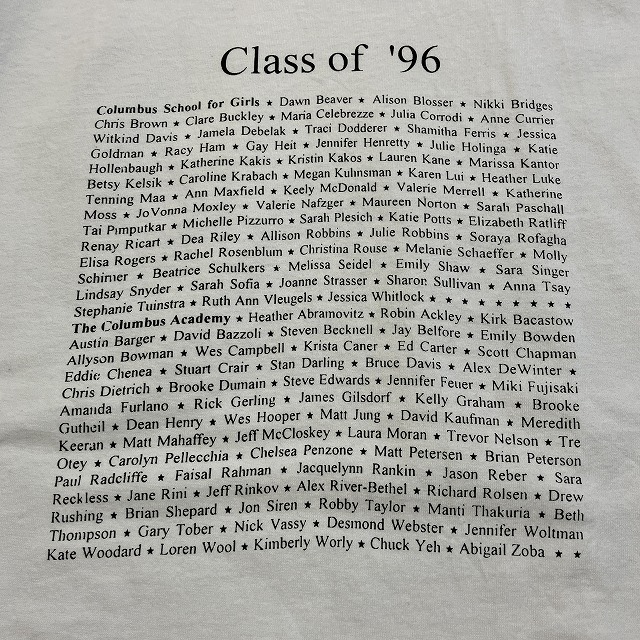 Class of '96
Columbus School for Girls ★ Dawn Beaver ★ Alison Blosser ★ Nikki Bridges
Chris Brown ★ Clare Buckley ★ Maria Celebrezze ★ Julia Corrodi ★ Anne Currier
Witkind Davis ★ Jamela Debelak ★ Traci Dodderer ★ Shamitha Ferris ★ Jessica
Goldman ★ Racy Ham ★ Gay Heit ★ Jennifer Henretty ★ Julie Holinga ★ Katie
Hollenbaugh ★ Katherine Kakis ★ Kristin Kakos ★ Lauren Kane ★ Marissa Kantor
Betsy Kelsik ★ Caroline Krabach ★ Megan Kuhnsman ★ Karen Lui ★ Heather Luke
Tenning Maa ★ Ann Maxfield ★ Keely McDonald ★ Valerie Merrell ★ Katherine
Moss ★ JoVonna Moxley ★ Valerie Nafzger ★ Maureen Norton ★ Sarah Paschall
Tai Pimputkar ★ Michelle Pizzurro ★ Sarah Plesich ★ Katie Potts ★ Elizabeth Ratliff
Renay Ricart ★ Dea Riley ★ Allison Robbins ★ Julie Robbins ★ Soraya Rofagha
Elisa Rogers ★ Rachel Rosenblum ★ Christina Rouse ★ Melanie Schaeffer ★ Molly
Schirner ★ Beatrice Schulkers ★ Melissa Seidel ★ Emily Shaw ★ Sara Singer
Lindsay Snyder ★ Sarah Sofia ★ Joanne Strasser ★ Sharon Sullivan ★ Anna Tsay
Stephanie Tuinstra ★ Ruth Ann Vleugels ★ Jessica Whitlock ★ ★ ★ ★ ★ ★ ★ ★ ★
The Columbus Academy ★ Heather Abramovitz ★ Robin Ackley ★ Kirk Bacastow
Austin Barger ★ David Bazzoli ★ Steven Becknell ★ Jay Belfore ★ Emily Bowden
Allyson Bowman ★ Wes Campbell ★ Krista Caner ★ Ed Carter ★ Scott Chapman
Eddie Chenea ★ Stuart Crair ★ Stan Darling ★ Bruce Davis ★ Alex DeWinter ★
Chris Dietrich ★ Brooke Dumain ★ Steve Edwards ★ Jennifer Feuer ★ Miki Fujisaki
Amanda Furlano ★ Rick Gerling ★ James Gilsdorf ★ Kelly Graham ★ Brooke
Gutheil ★ Dean Henry ★ Wes Hooper ★ Matt Jung ★ David Kaufman ★ Meredith
Keeran ★ Matt Mahaffey ★ Jeff McCloskey ★ Laura Moran ★ Trevor Nelson ★ Tre
Otey ★ Carolyn Pellecchia ★ Chelsea Penzone ★ Matt Petersen ★ Brian Peterson
Paul Radcliffe ★ Faisal Rahman ★ Jacquelynn Rankin ★ Jason Reber ★ Sara
Reckless ★ Jane Rini ★ Jeff Rinkov ★ Alex River-Bethel ★ Richard Rolsen ★ Drew
Rushing ★ Brian Shepard ★ Jon Siren ★ Robby Taylor ★ Manti Thakuria ★ Beth
Thompson ★ Gary Tober ★ Nick Vassy ★ Desmond Webster ★ Jennifer Woltman
Kate Woodard ★ Loren Wool ★ Kimberly Worly ★ Chuck Yeh ★ Abigail Zoba ★ ★